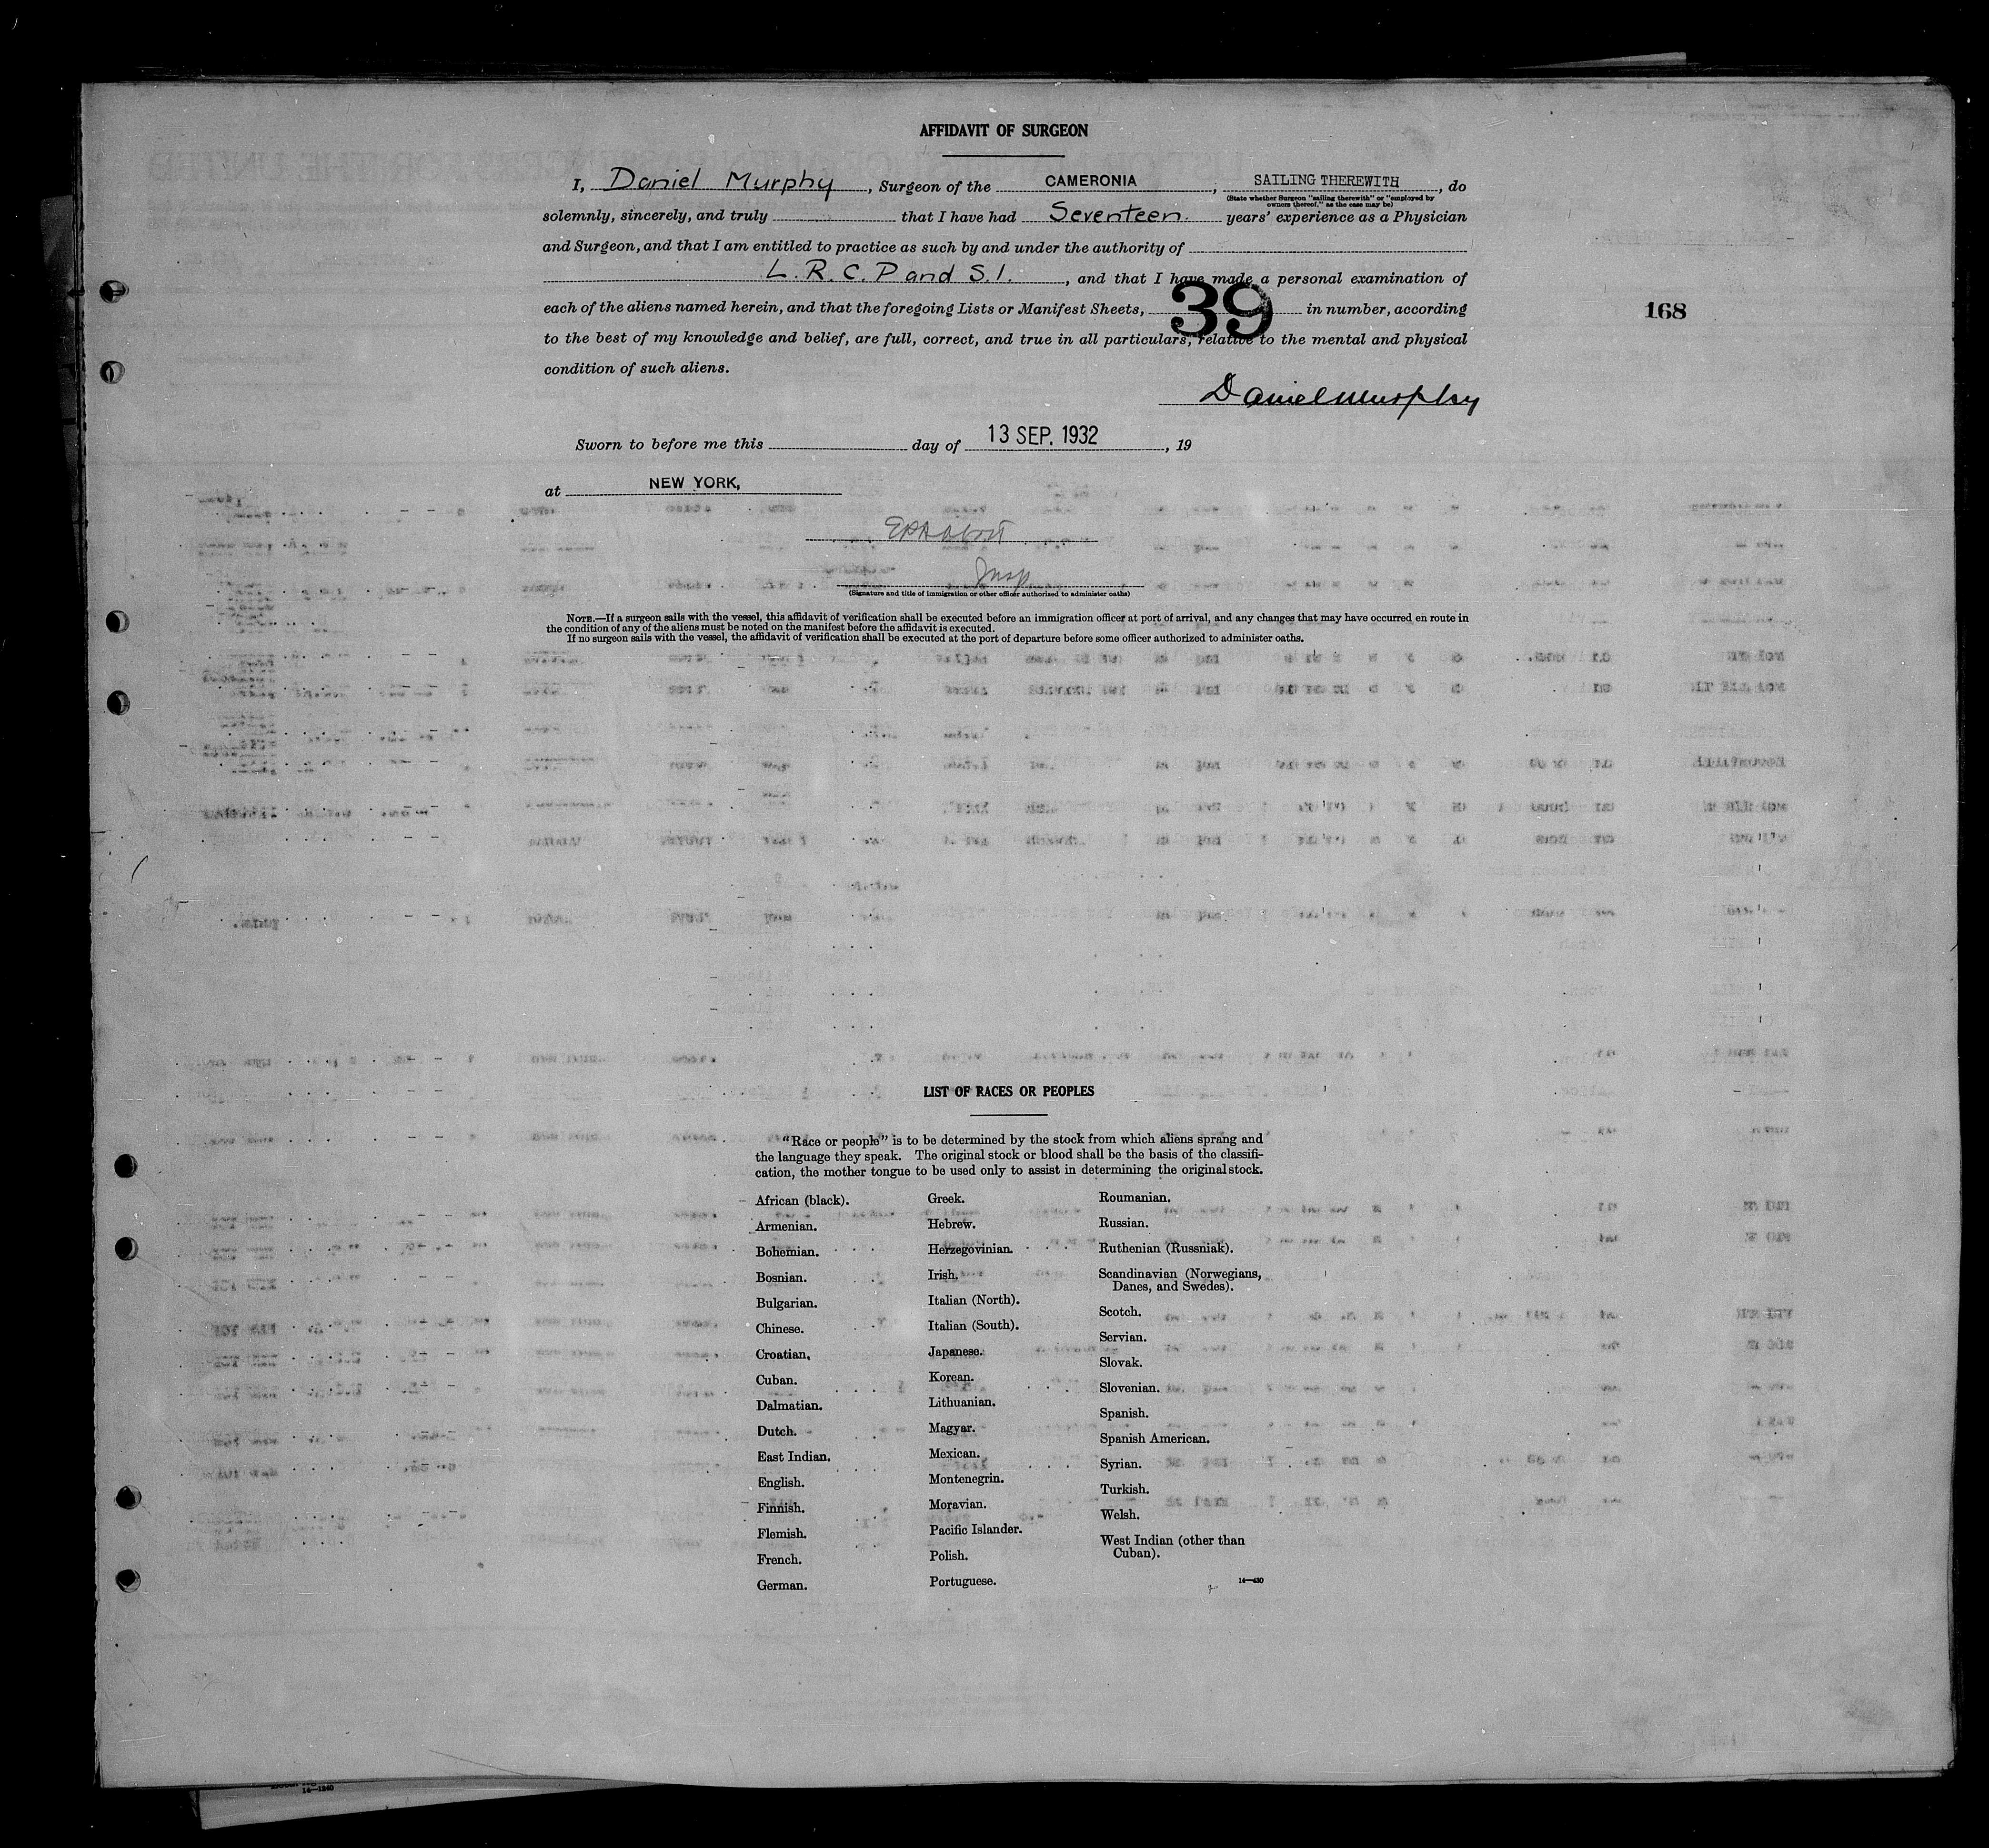 AFFIDAVIT OF SURGEON
I, Daniel Murphy, Surgeon of the CAMERONIA, SAILING THEREWITH, do
(State whether Surgeon "sailing therewith" or "employed by
owners thereof," as the case may be)
solemnly, sincerely, and truly that I have had Seventeen years' experience as a Physician
and Surgeon, and that I am entitled to practice as such by and under the authority of
L. R. C. P and S. I., and that I have made a personal examination of
each of the aliens named herein, and that the foregoing Lists or Manifest Sheets, 39 in number, according
168
to the best of my knowledge and belief, are full, correct, and true in all particulars, relative to the mental and physical
condition of such aliens.
Daniel Murphy
Sworn to before me this day of 13 SEP. 1932, 19
at NEW YORK,
Insp
(Signature and title of immigration or other officer authorized to administer oaths)
NOTE.—If a surgeon sails with the vessel, this affidavit of verification shall be executed before an immigration officer at port of arrival, and any changes that may have occurred en route in
the condition of any of the aliens must be noted on the manifest before the affidavit is executed.
If no surgeon sails with the vessel, the affidavit of verification shall be executed at the port of departure before some officer authorized to administer oaths.
LIST OF RACES OR PEOPLES
"Race or people" is to be determined by the stock from which aliens sprang and
the language they speak. The original stock or blood shall be the basis of the classifi-
cation, the mother tongue to be used only to assist in determining the original stock.
African (black).
Armenian.
Bohemian.
Bosnian.
Bulgarian.
Chinese.
Croatian.
Cuban.
Dalmatian.
Dutch.
East Indian.
English.
Finnish.
Flemish.
French.
German.
Greek.
Hebrew.
Herzegovinian.
Irish.
Italian (North).
Italian (South).
Japanese.
Korean.
Lithuanian.
Magyar.
Mexican.
Montenegrin.
Moravian.
Pacific Islander.
Polish.
Portuguese.
Roumanian.
Russian.
Ruthenian (Russniak).
Scandinavian (Norwegians,
Danes, and Swedes).
Scotch.
Servian.
Slovak.
Slovenian.
Spanish.
Spanish American.
Syrian.
Turkish.
Welsh.
West Indian (other than
Cuban).
14—430
14—1240